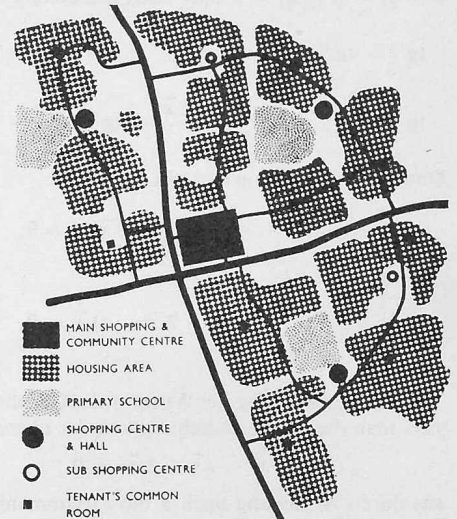 MAIN SHOPPING &
COMMUNITY CENTRE
HOUSING AREA
PRIMARY SCHOOL
SHOPPING CENTRE
& HALL
SUB SHOPPING CENTRE
TENANT'S COMMON
ROOM